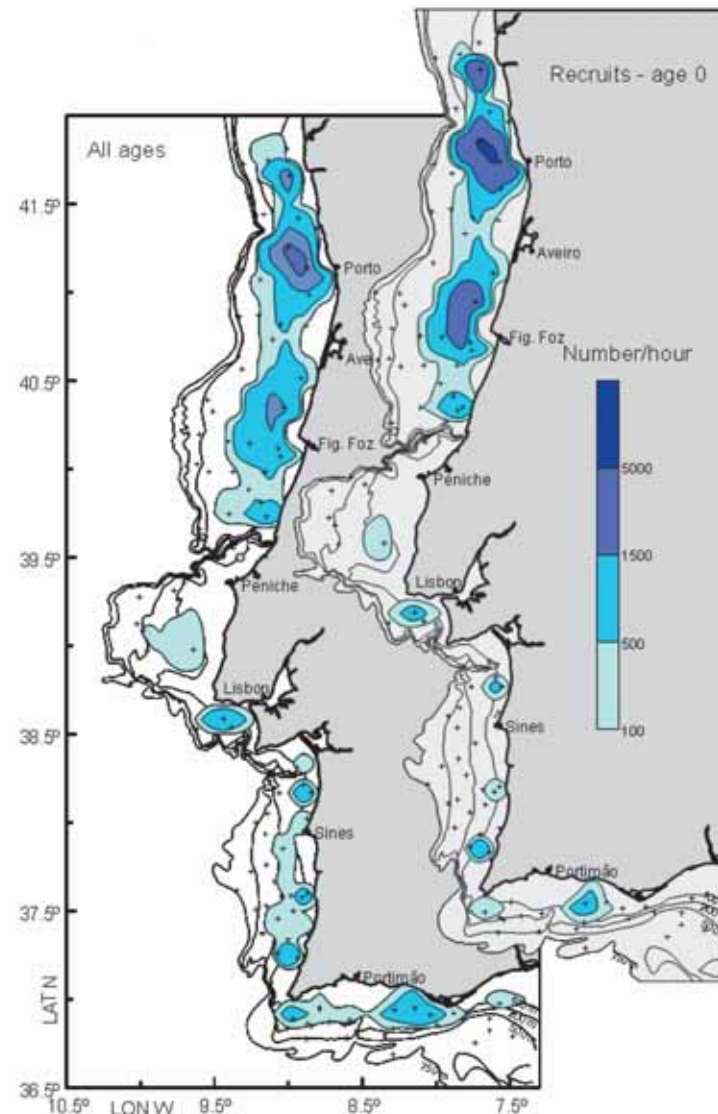 Recruits - age 0
All ages
Porto
Aveiro
Fig. Foz
Peniche
Lisbon
Sines
Portimão
Number/hour
5000
1500
500
100
41.5º
40.5º
39.5º
38.5º
37.5º
36.5º
LAT N
Porto
Avei
Fig. Foz
Peniche
Lisbon
Sines
Portimão
10.5º
LON W
9.5º
8.5º
7.5º